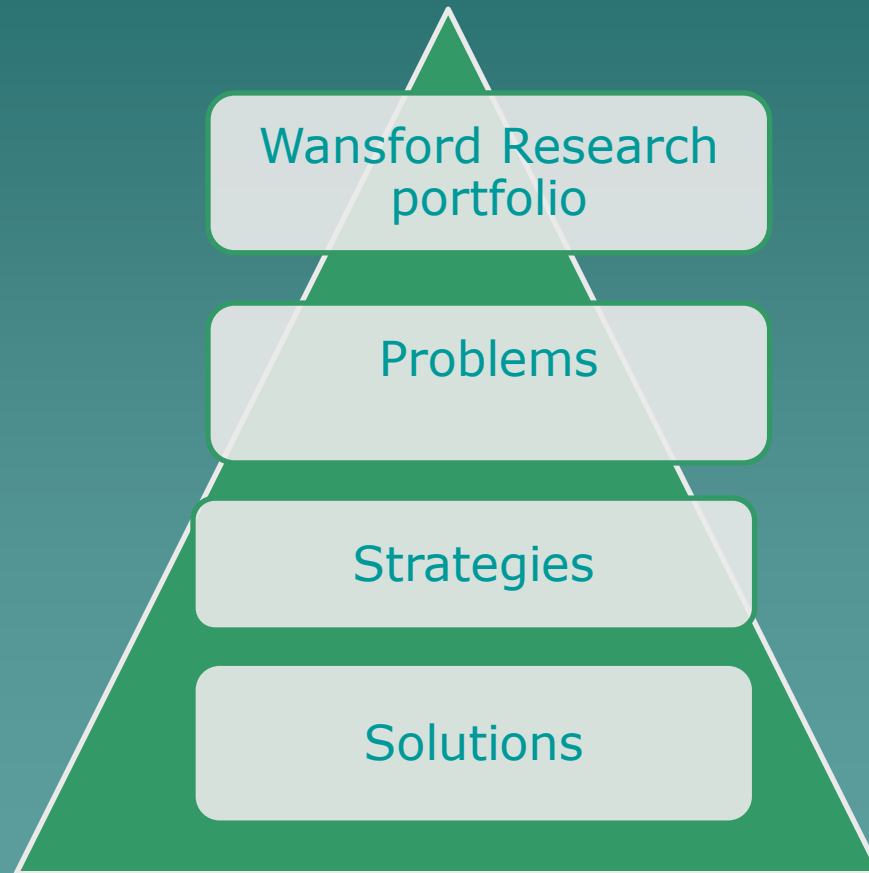 Wansford Research
portfolio
Problems
Strategies
Solutions